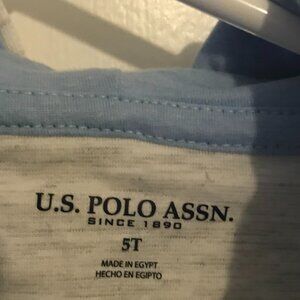 U.S. POLO ASSN.
SINCE 1890
5T
MADE IN EGYPT
HECHO EN EGIPTO